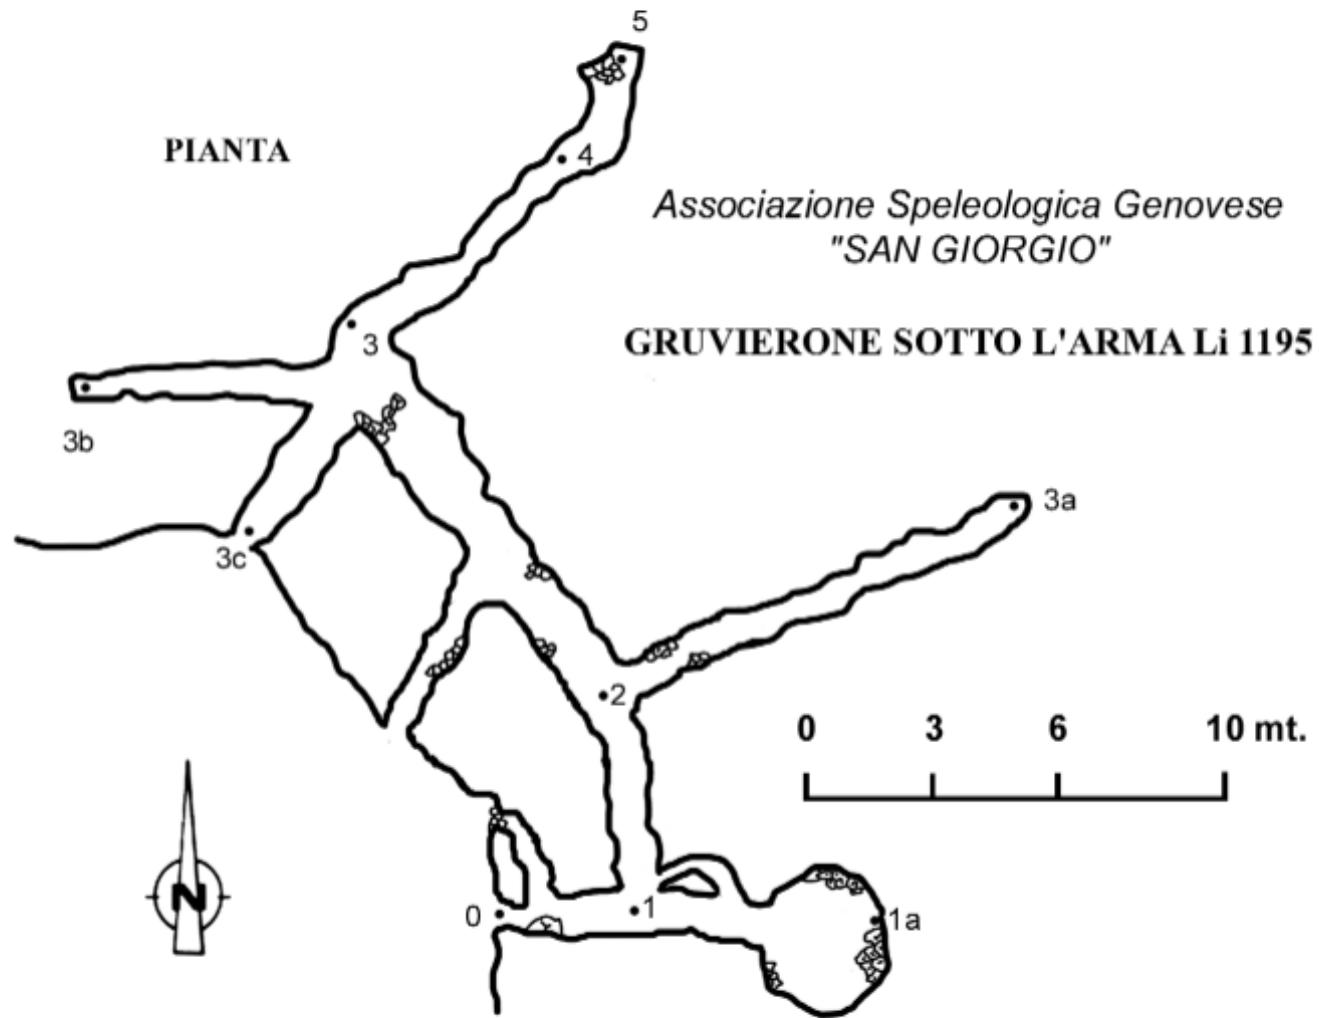 5
PIANTA
4
Associazione Speleologica Genovese
"SAN GIORGIO"
3
GRUVIERONE SOTTO L'ARMA Li 1195
3b
3a
3c
2
0 3 6 10 mt.
N
0
1
1a